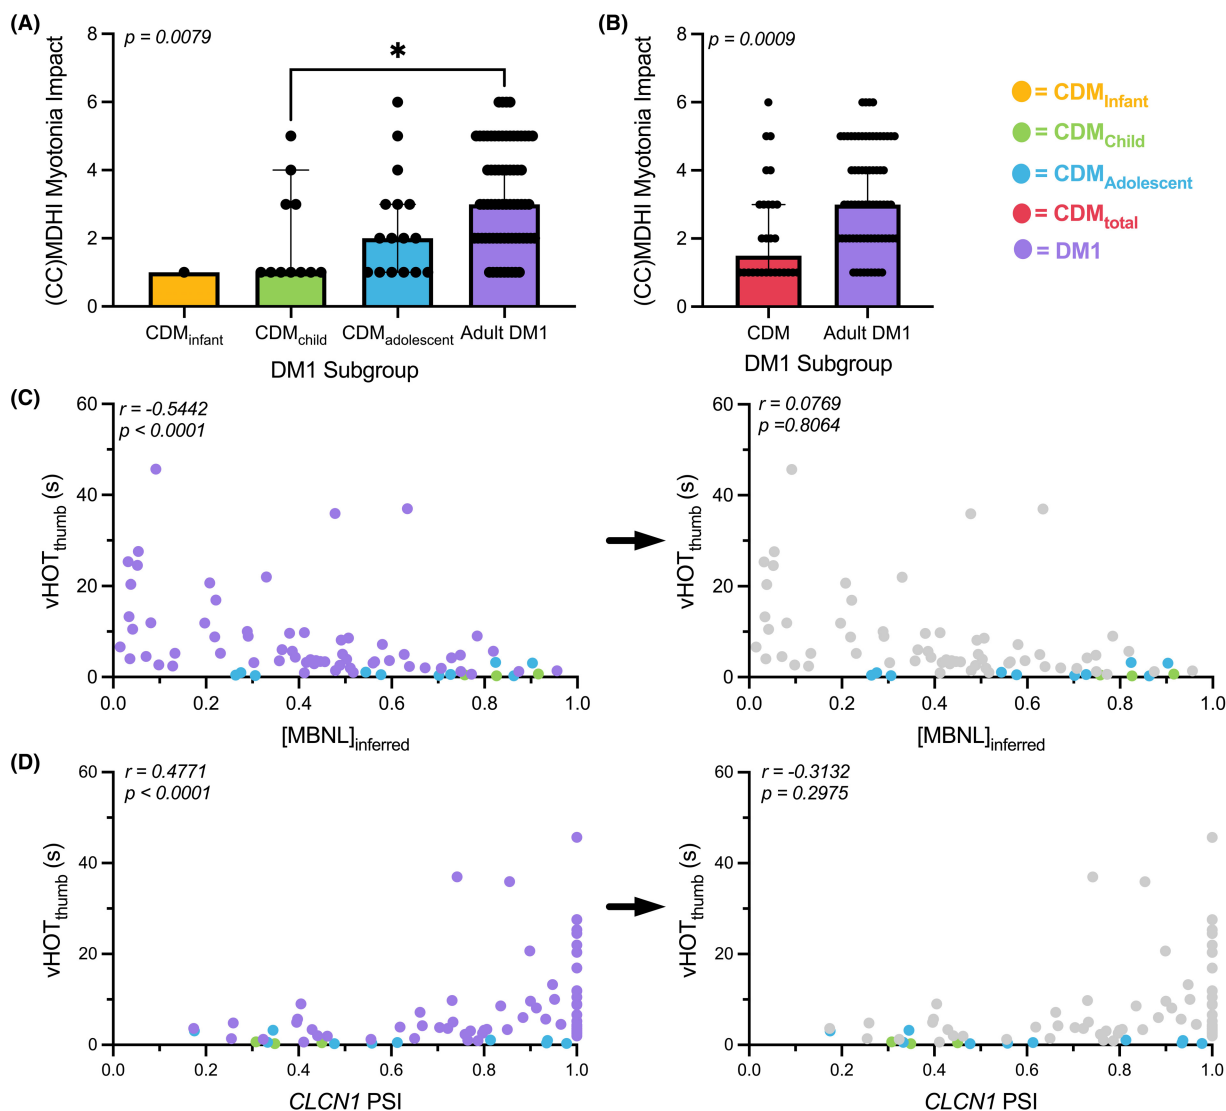 (A)
p = 0.0079
*
(CC)MDHI Myotonia Impact
8
6
4
2
0
CDMinfant
CDMchild
CDMadolescent
Adult DM1
DM1 Subgroup
(B)
p = 0.0009
(CC)MDHI Myotonia Impact
8
6
4
2
0
CDM
Adult DM1
DM1 Subgroup
= CDMInfant
= CDMChild
= CDMAdolescent
= CDMtotal
= DM1
(C)
r = -0.5442
p < 0.0001
vHOTthumb (s)
60
40
20
0
0.0 0.2 0.4 0.6 0.8 1.0
[MBNL]inferred
r = 0.0769
p =0.8064
vHOTthumb (s)
60
40
20
0
0.0 0.2 0.4 0.6 0.8 1.0
[MBNL]inferred
(D)
r = 0.4771
p < 0.0001
vHOTthumb (s)
60
40
20
0
0.0 0.2 0.4 0.6 0.8 1.0
CLCN1 PSI
r = -0.3132
p = 0.2975
vHOTthumb (s)
60
40
20
0
0.0 0.2 0.4 0.6 0.8 1.0
CLCN1 PSI